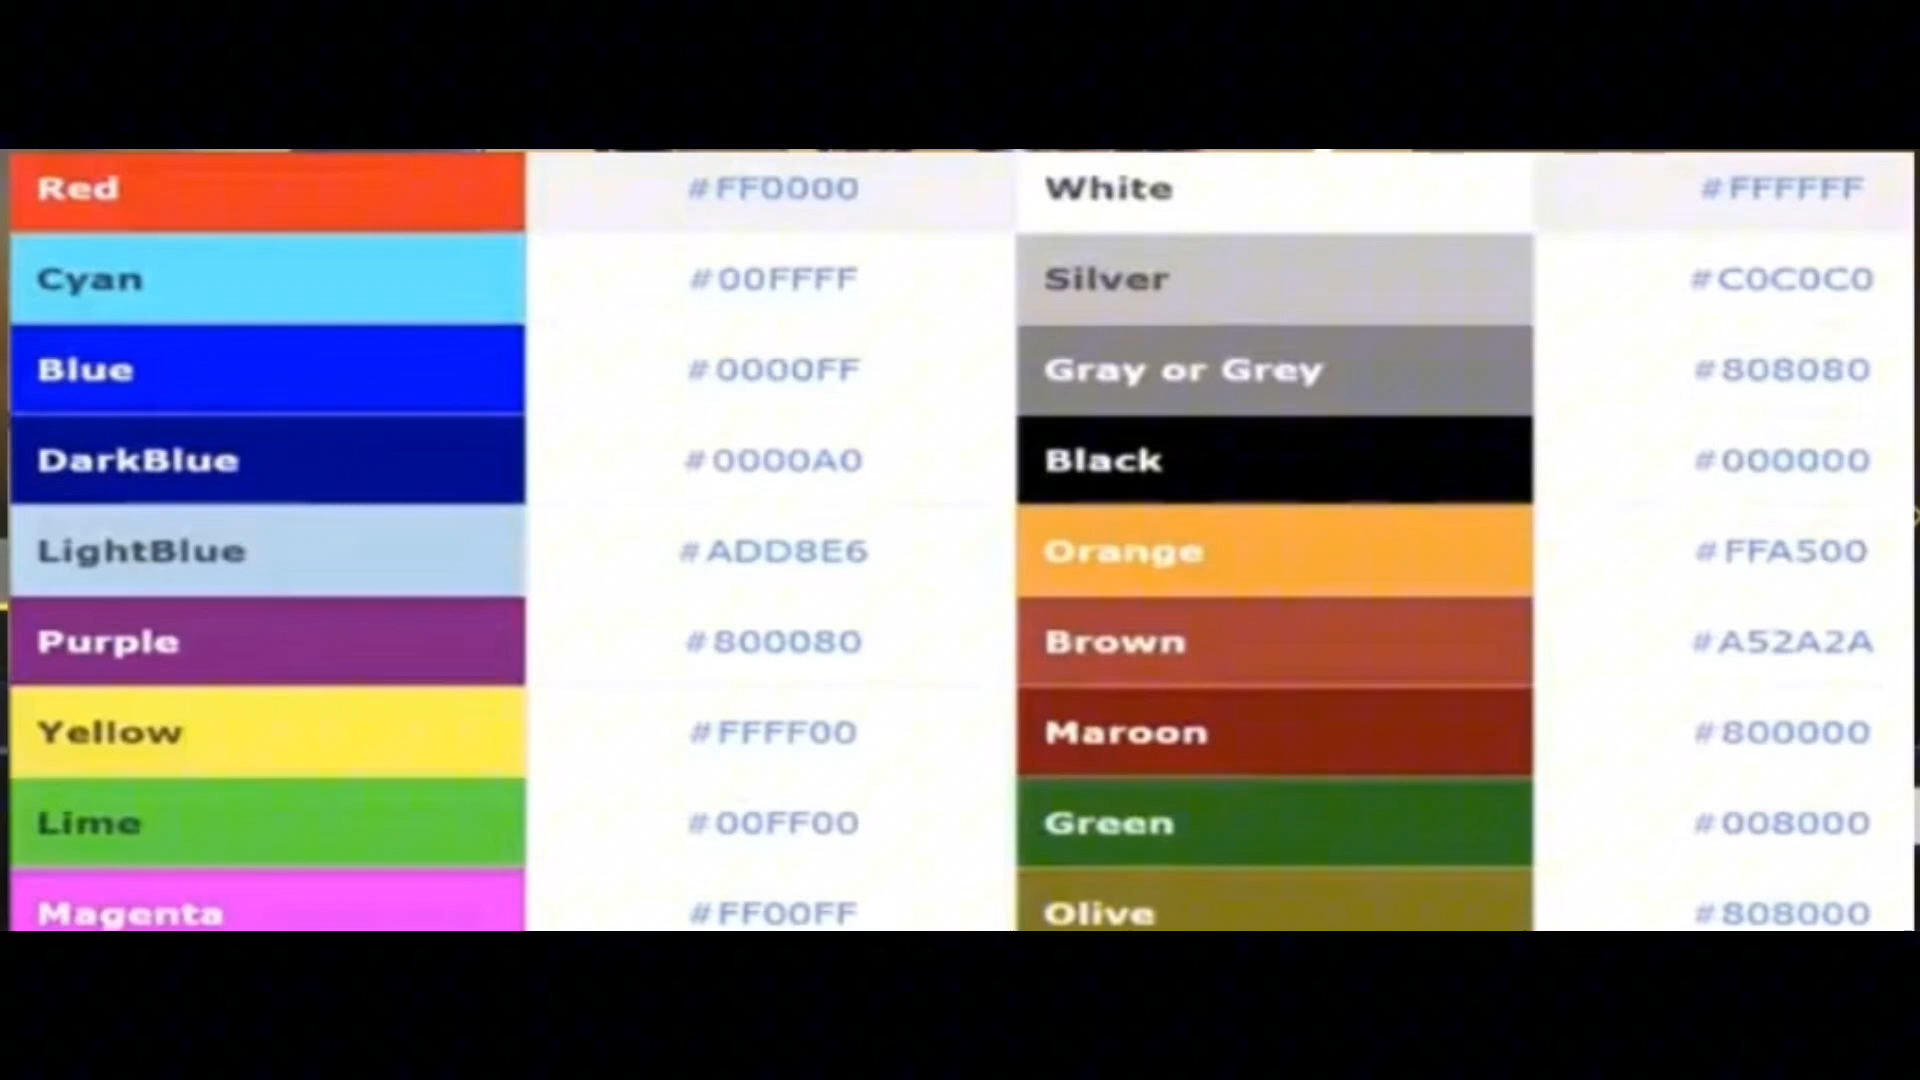 Red #FF0000 White #FFFFFF
Cyan #00FFFF Silver #C0C0C0
Blue #0000FF Gray or Grey #808080
DarkBlue #0000A0 Black #000000
LightBlue #ADD8E6 Orange #FFA500
Purple #800080 Brown #A52A2A
Yellow #FFFF00 Maroon #800000
Lime #00FF00 Green #008000
Magenta #FF00FF Olive #808000